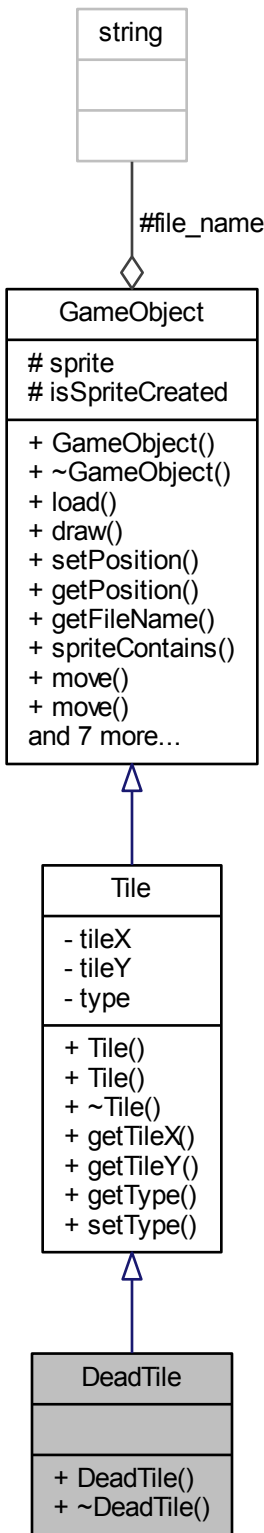 string
#file_name
GameObject
# sprite
# isSpriteCreated
+ GameObject()
+ ~GameObject()
+ load()
+ draw()
+ setPosition()
+ getPosition()
+ getFileName()
+ spriteContains()
+ move()
+ move()
and 7 more...
Tile
- tileX
- tileY
- type
+ Tile()
+ Tile()
+ ~Tile()
+ getTileX()
+ getTileY()
+ getType()
+ setType()
DeadTile
+ DeadTile()
+ ~DeadTile()